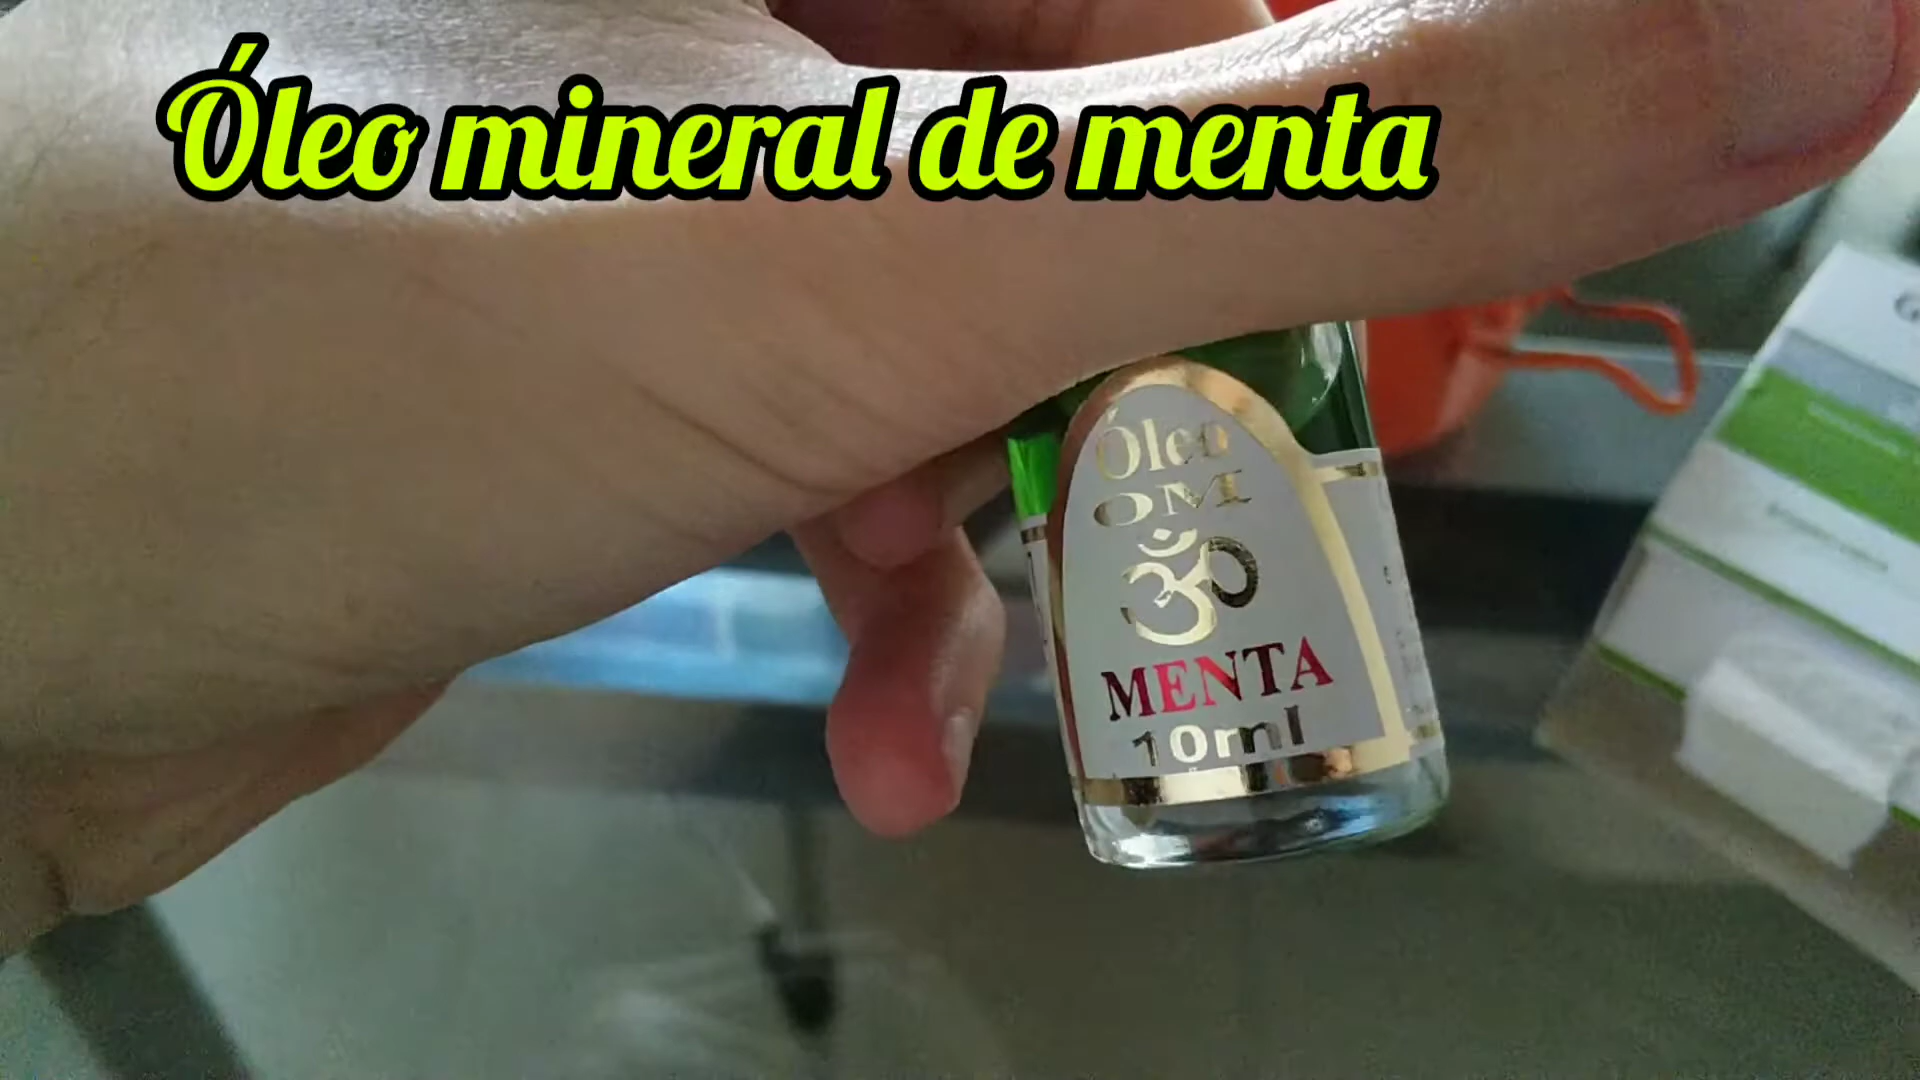 Óleo mineral de menta
Óleo
OM
ॐ
MENTA
10ml